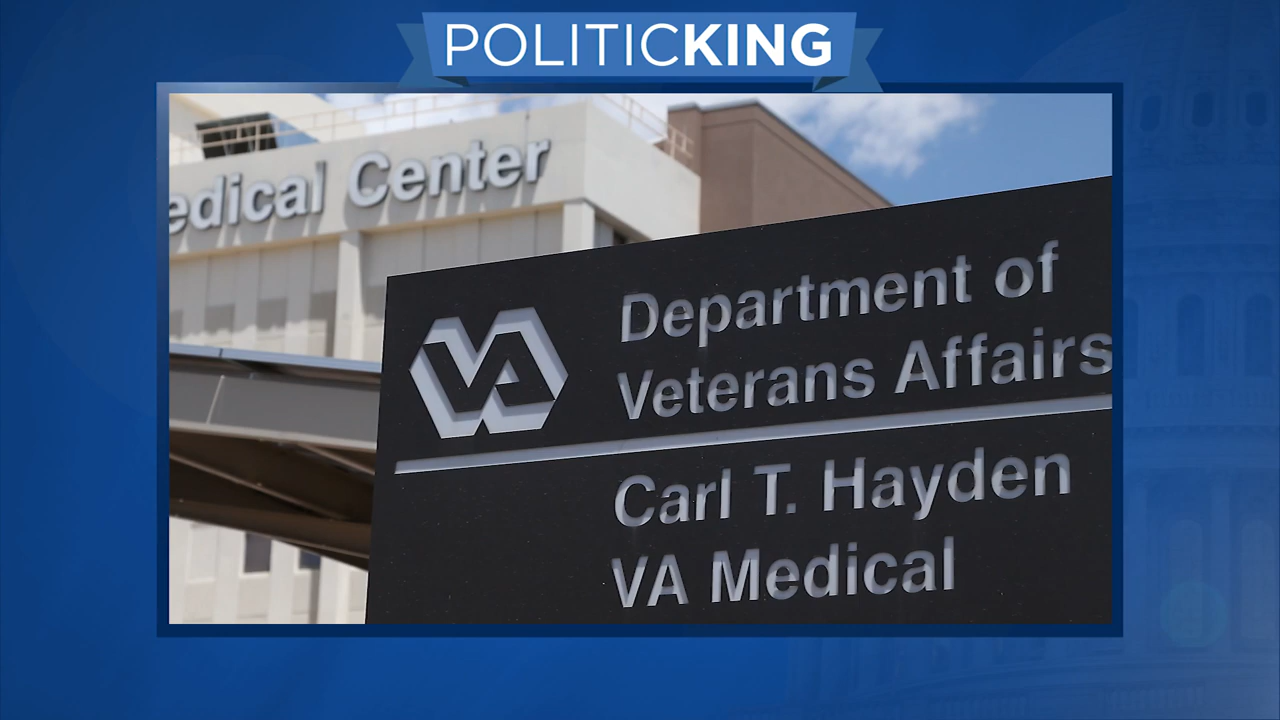 POLITICKING
edical Center
VA
Department of
Veterans Affairs
Carl T. Hayden
VA Medical